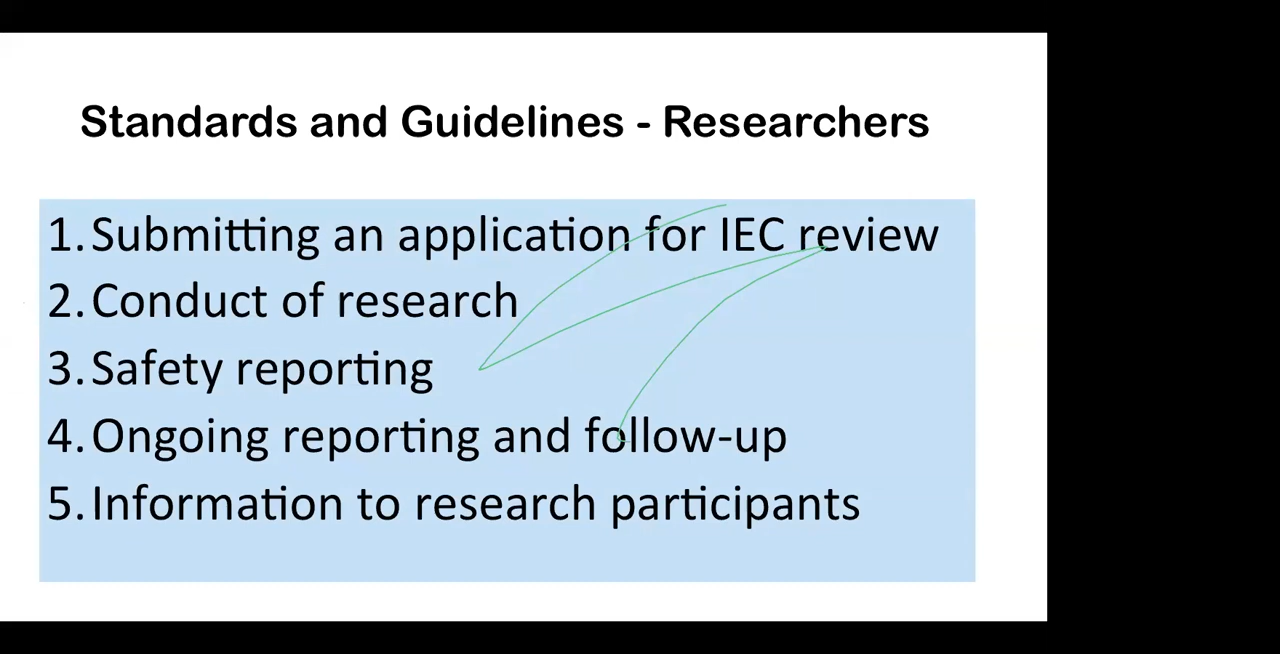 Standards and Guidelines - Researchers
1. Submitting an application for IEC review
2. Conduct of research
3. Safety reporting
4. Ongoing reporting and follow-up
5. Information to research participants